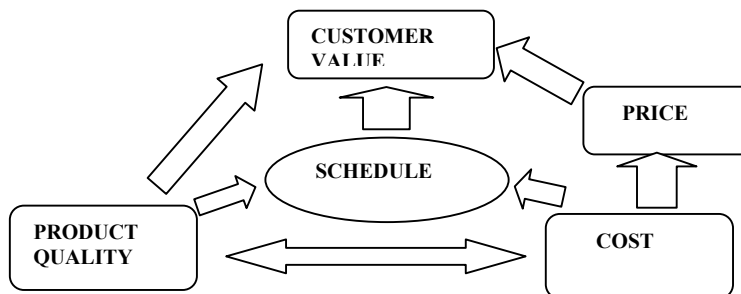 CUSTOMER
VALUE
PRICE
SCHEDULE
PRODUCT
QUALITY
COST